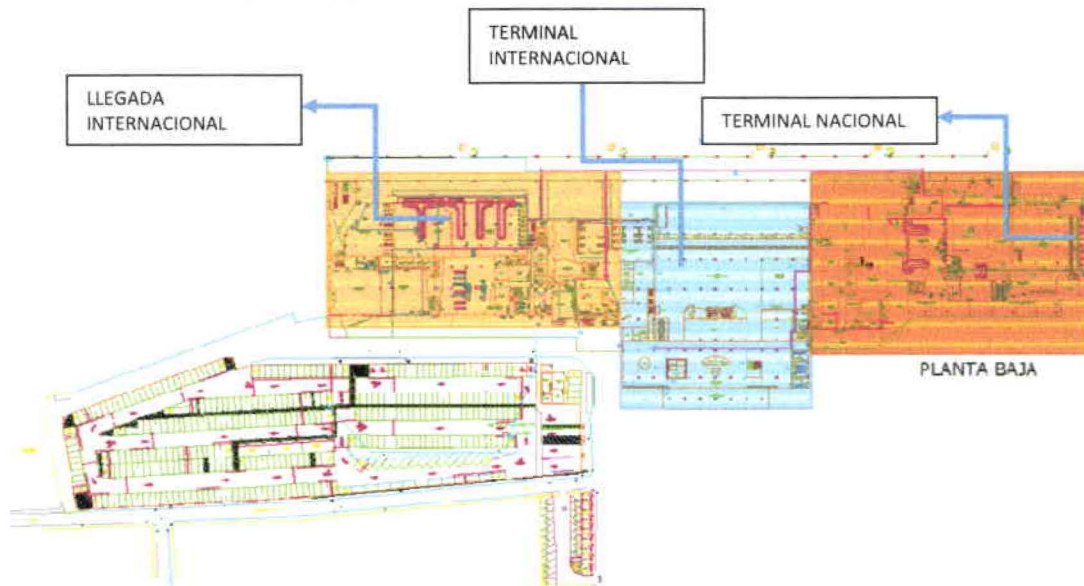 TERMINAL
INTERNACIONAL
LLEGADA
INTERNACIONAL
TERMINAL NACIONAL
PLANTA BAJA